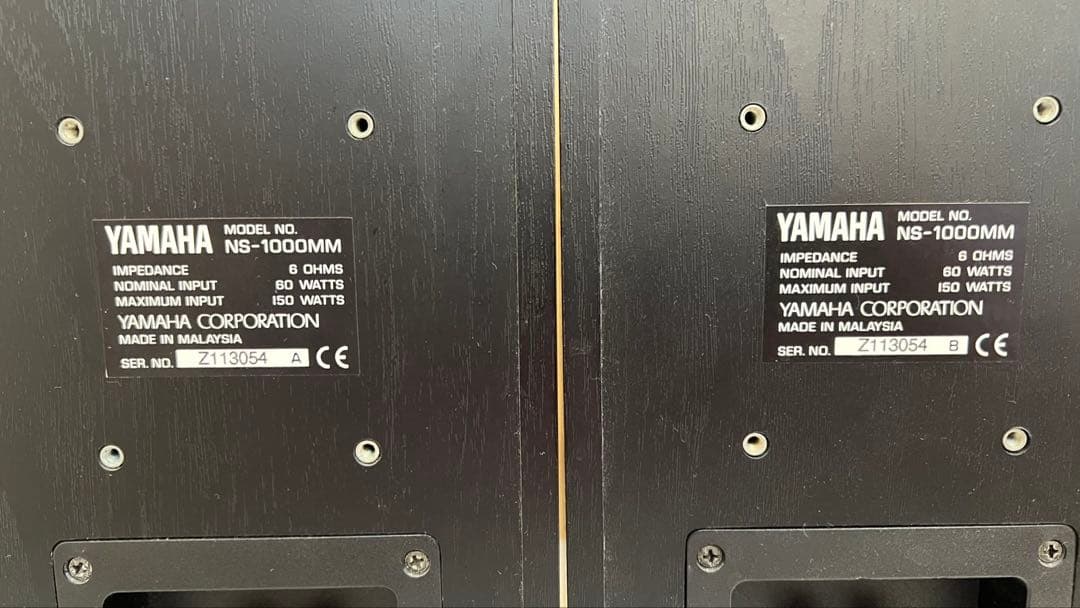 YAMAHA MODEL NO.
NS-1000MM
IMPEDANCE 6 OHMS
NOMINAL INPUT 60 WATTS
MAXIMUM INPUT 150 WATTS
YAMAHA CORPORATION
MADE IN MALAYSIA
SER. NO. Z113054 A CE
YAMAHA MODEL NO.
NS-1000MM
IMPEDANCE 6 OHMS
NOMINAL INPUT 60 WATTS
MAXIMUM INPUT 150 WATTS
YAMAHA CORPORATION
MADE IN MALAYSIA
SER. NO. Z113054 B CE